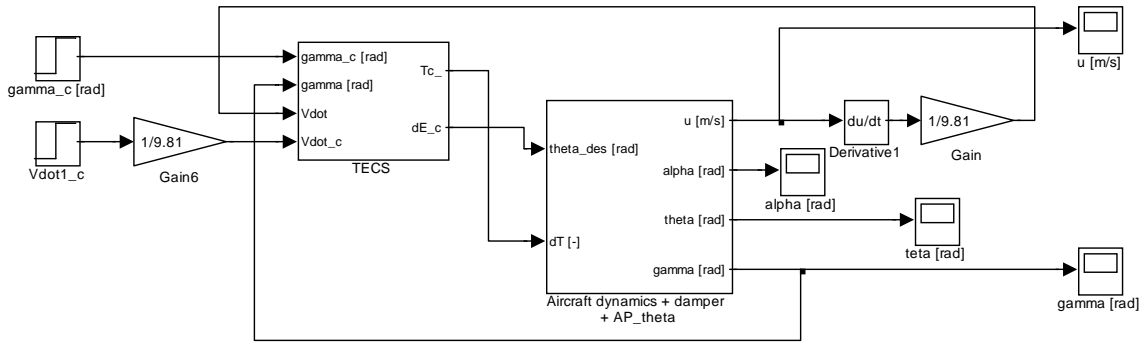 gamma_c [rad]
Vdot1_c
1/9.81
Gain6
gamma_c [rad]
gamma [rad]
Vdot
Vdot_c
Tc_
dE_c
TECS
theta_des [rad]
dT [-]
u [m/s]
alpha [rad]
theta [rad]
gamma [rad]
Aircraft dynamics + damper
+ AP_theta
du/dt
Derivative1
1/9.81
Gain
u [m/s]
alpha [rad]
teta [rad]
gamma [rad]